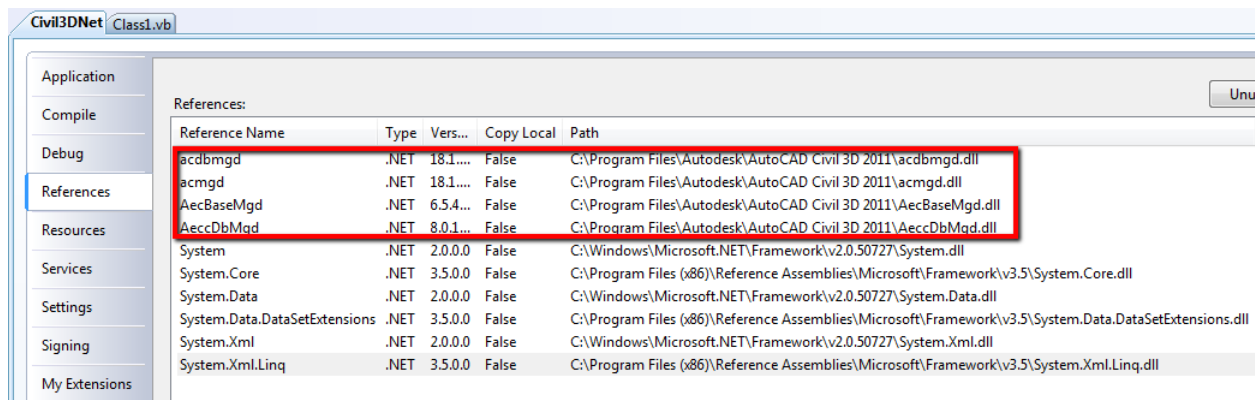 Civil3DNet Class1.vb
Application
Compile
Debug
References
Resources
Services
Settings
Signing
My Extensions
Unu
References:
Reference Name Type Vers... Copy Local Path
acdbmgd .NET 18.1.... False C:\Program Files\Autodesk\AutoCAD Civil 3D 2011\acdbmgd.dll
acmgd .NET 18.1.... False C:\Program Files\Autodesk\AutoCAD Civil 3D 2011\acmgd.dll
AecBaseMgd .NET 6.5.4... False C:\Program Files\Autodesk\AutoCAD Civil 3D 2011\AecBaseMgd.dll
AeccDbMgd .NET 8.0.1... False C:\Program Files\Autodesk\AutoCAD Civil 3D 2011\AeccDbMgd.dll
System .NET 2.0.0.0 False C:\Windows\Microsoft.NET\Framework\v2.0.50727\System.dll
System.Core .NET 3.5.0.0 False C:\Program Files (x86)\Reference Assemblies\Microsoft\Framework\v3.5\System.Core.dll
System.Data .NET 2.0.0.0 False C:\Windows\Microsoft.NET\Framework\v2.0.50727\System.Data.dll
System.Data.DataSetExtensions .NET 3.5.0.0 False C:\Program Files (x86)\Reference Assemblies\Microsoft\Framework\v3.5\System.Data.DataSetExtensions.dll
System.Xml .NET 2.0.0.0 False C:\Windows\Microsoft.NET\Framework\v2.0.50727\System.Xml.dll
System.Xml.Linq .NET 3.5.0.0 False C:\Program Files (x86)\Reference Assemblies\Microsoft\Framework\v3.5\System.Xml.Linq.dll